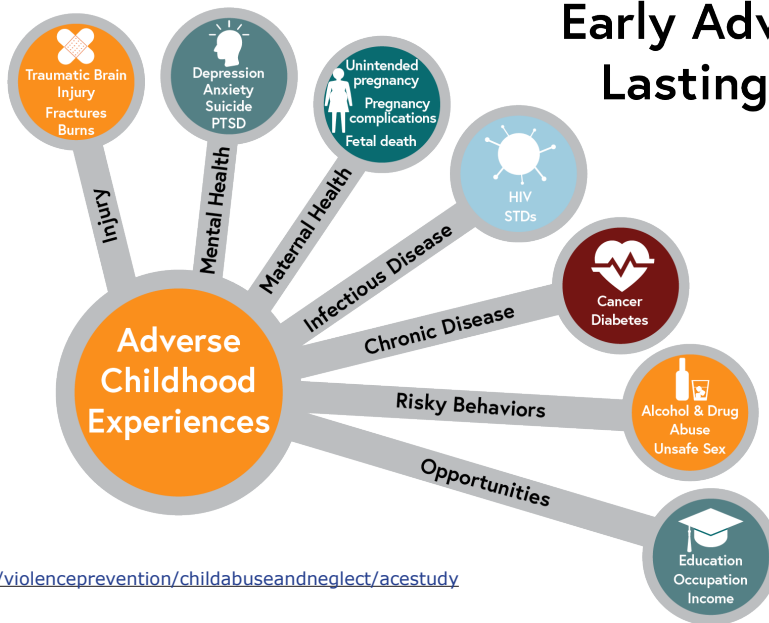 Early Adv
Lasting
Traumatic Brain
Injury
Fractures
Burns
Injury
Depression
Anxiety
Suicide
PTSD
Mental Health
Unintended
pregnancy
Pregnancy
complications
Fetal death
Maternal Health
HIV
STDs
Infectious Disease
Cancer
Diabetes
Chronic Disease
Alcohol & Drug
Abuse
Unsafe Sex
Risky Behaviors
Education
Occupation
Income
Opportunities
Adverse
Childhood
Experiences
/violenceprevention/childabuseandneglect/acestudy